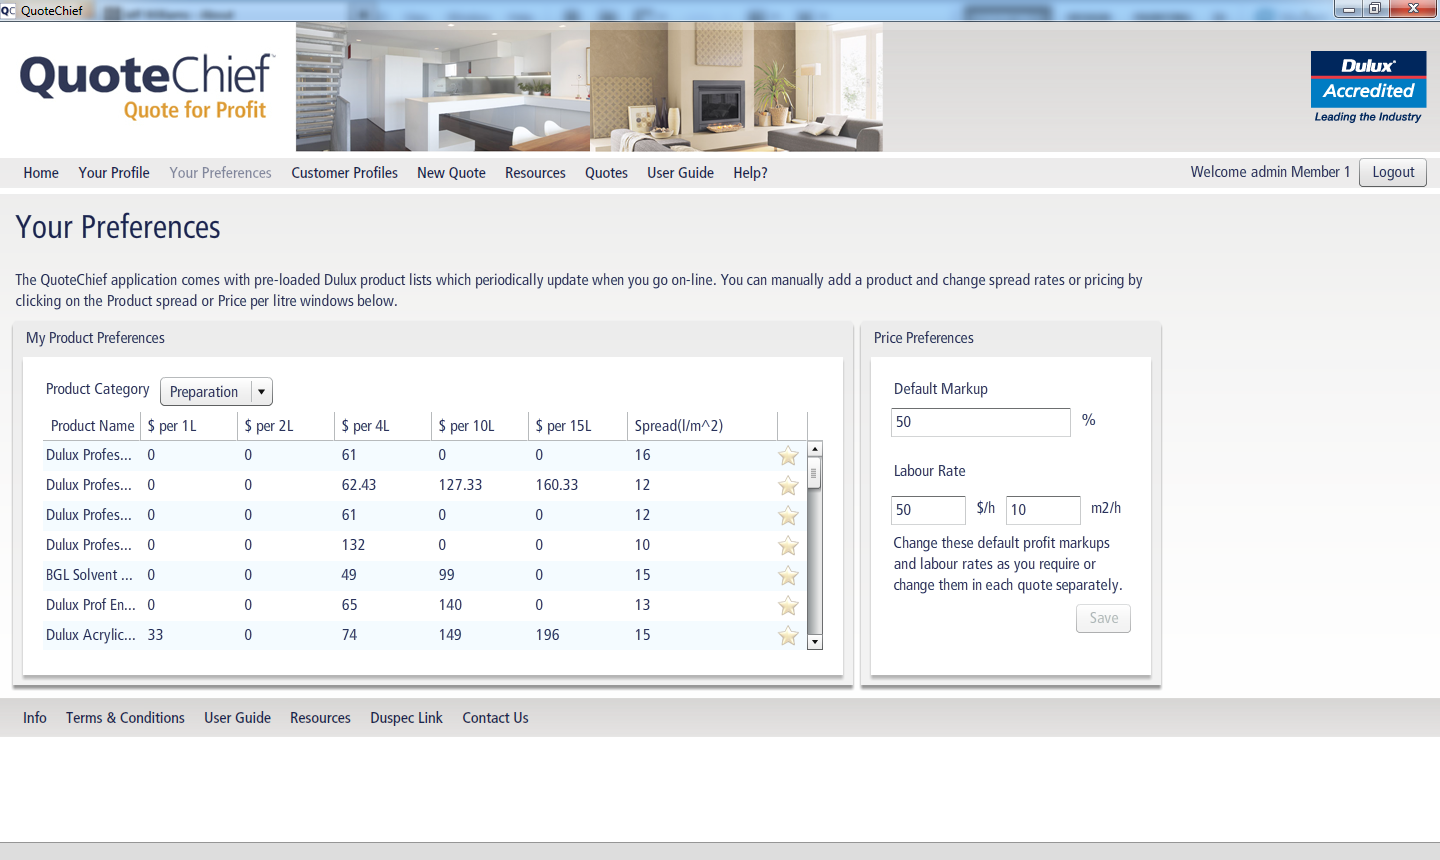 QC QuoteChief
QuoteChief™
Quote for Profit
Dulux®
Accredited
Leading the Industry
Home Your Profile Your Preferences Customer Profiles New Quote Resources Quotes User Guide Help? Welcome admin Member 1 Logout
Your Preferences
The QuoteChief application comes with pre-loaded Dulux product lists which periodically update when you go on-line. You can manually add a product and change spread rates or pricing by
clicking on the Product spread or Price per litre windows below.
My Product Preferences
Product Category Preparation
Product Name $ per 1L $ per 2L $ per 4L $ per 10L $ per 15L Spread(l/m^2)
Dulux Profes... 0 0 61 0 0 16
Dulux Profes... 0 0 62.43 127.33 160.33 12
Dulux Profes... 0 0 61 0 0 12
Dulux Profes... 0 0 132 0 0 10
BGL Solvent ... 0 0 49 99 0 15
Dulux Prof En... 0 0 65 140 0 13
Dulux Acrylic... 33 0 74 149 196 15
Price Preferences
Default Markup
50 %
Labour Rate
50 $/h 10 m2/h
Change these default profit markups
and labour rates as you require or
change them in each quote separately.
Save
Info Terms & Conditions User Guide Resources Duspec Link Contact Us